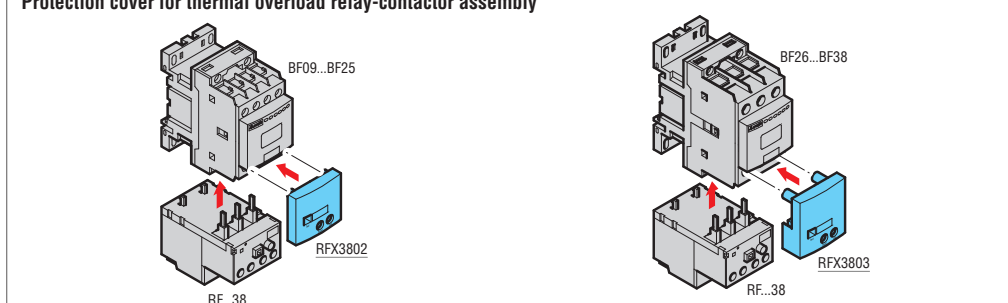 Protection cover for thermal overload relay-contactor assembly
BF09...BF25
RFX3802
RF...38
BF26...BF38
RFX3803
RF...38